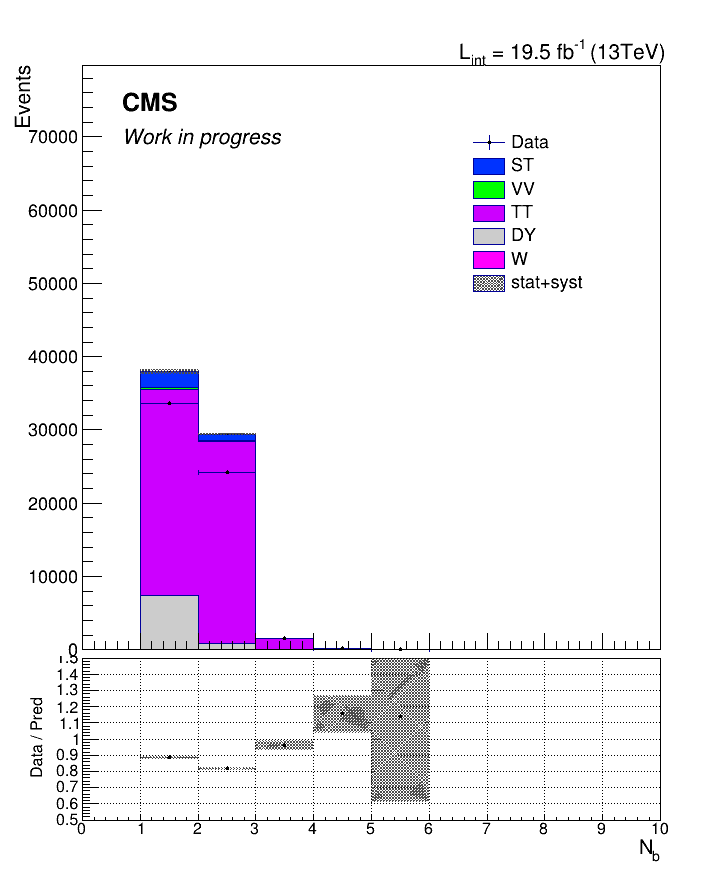 L_int = 19.5 fb^-1 (13TeV)
Events
CMS
Work in progress
Data
ST
VV
TT
DY
W
stat+syst
70000
60000
50000
40000
30000
20000
10000
0
1.5
1.4
1.3
1.2
1.1
1
0.9
0.8
0.7
0.6
0.5
Data / Pred
0 1 2 3 4 5 6 7 8 9 10
N_b